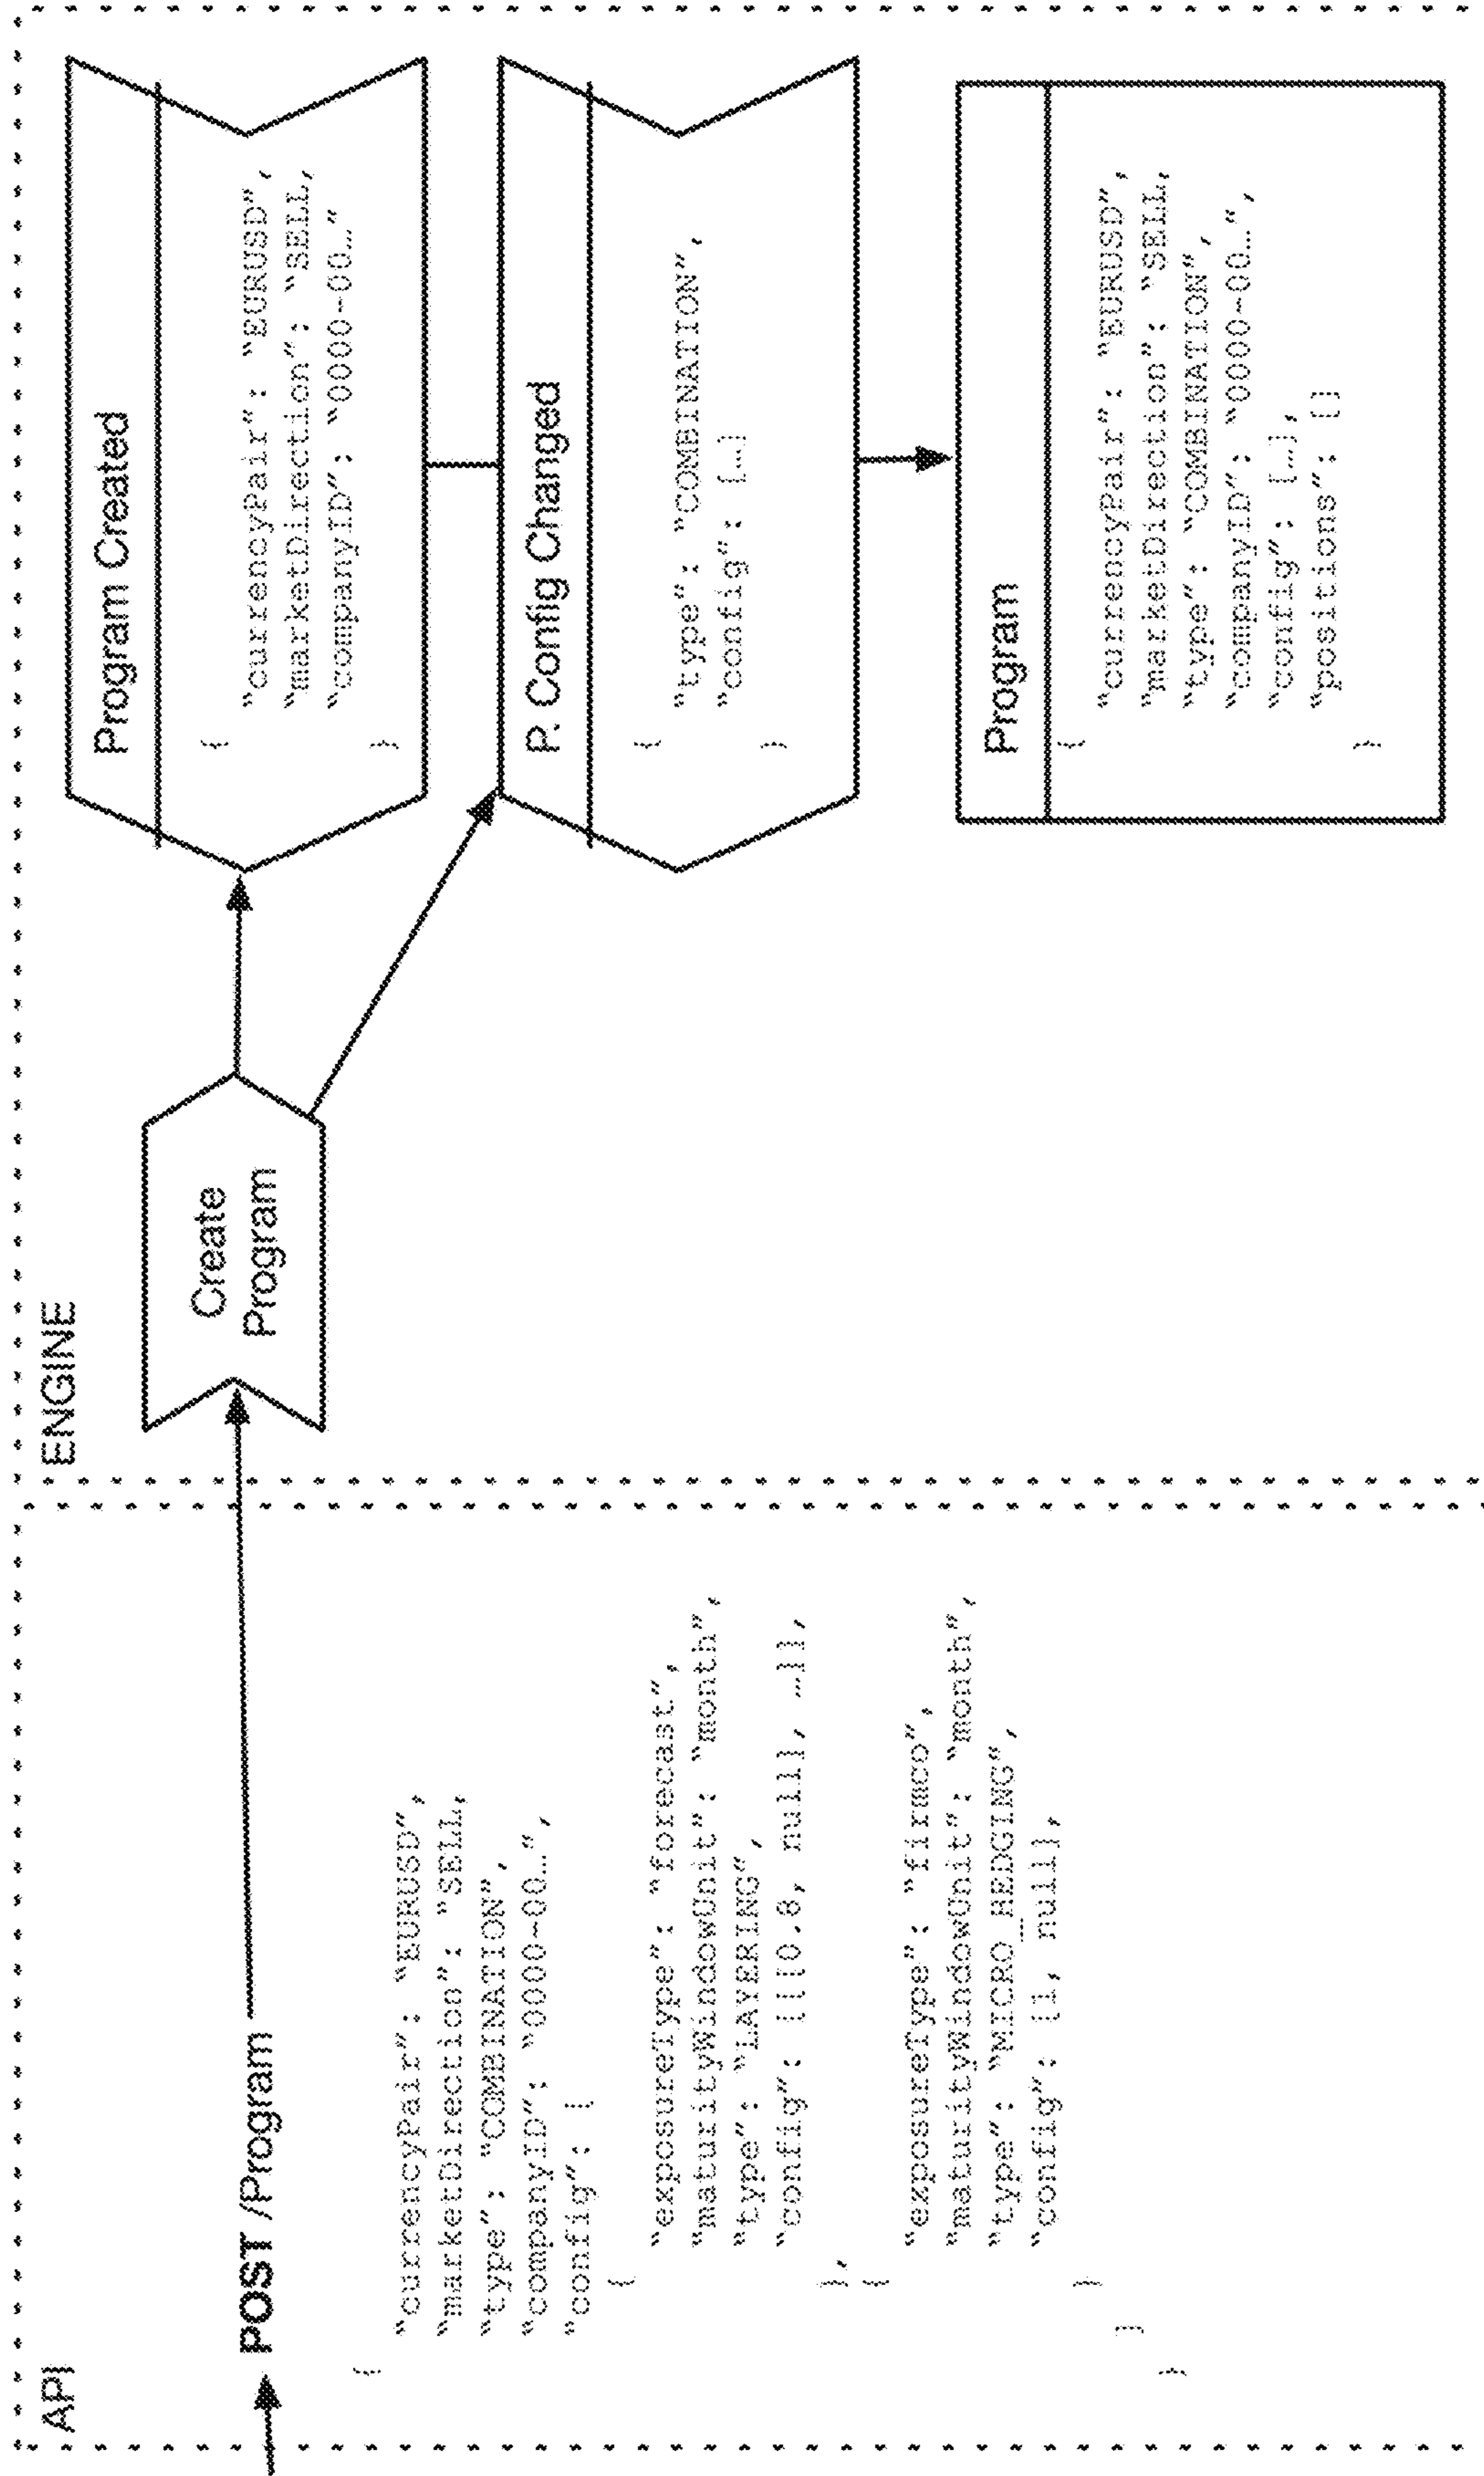 API
POST /Program
{
"currencyPair": "EURUSD",
"marketDirection": "SELL,
"type": "COMBINATION",
"companyID": "0000-00…",
"config": [
{
"exposureType": "forecast",
"maturityWindowUnit": "month",
"type": "LAYERING",
"config": [[[0.8, null, …]],
},
{
"exposureType": "firmco",
"maturityWindowUnit": "month",
"type": "MICRO_HEDGING",
"config": [1, null],
}
]
}
ENGINE
Create
Program
Program Created
{
"currencyPair": "EURUSD",
"marketDirection": "SELL,
"companyID": "0000-00…"
}
P. Config Changed
{
"type": "COMBINATION",
"config": […]
}
Program
{
"currencyPair": "EURUSD",
"marketDirection": "SELL,
"type": "COMBINATION",
"companyID": "0000-00…",
"config": […],
"positions": []
}